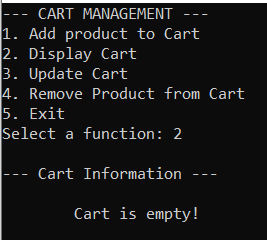 --- CART MANAGEMENT ---
1. Add product to Cart
2. Display Cart
3. Update Cart
4. Remove Product from Cart
5. Exit
Select a function: 2
--- Cart Information ---
Cart is empty!